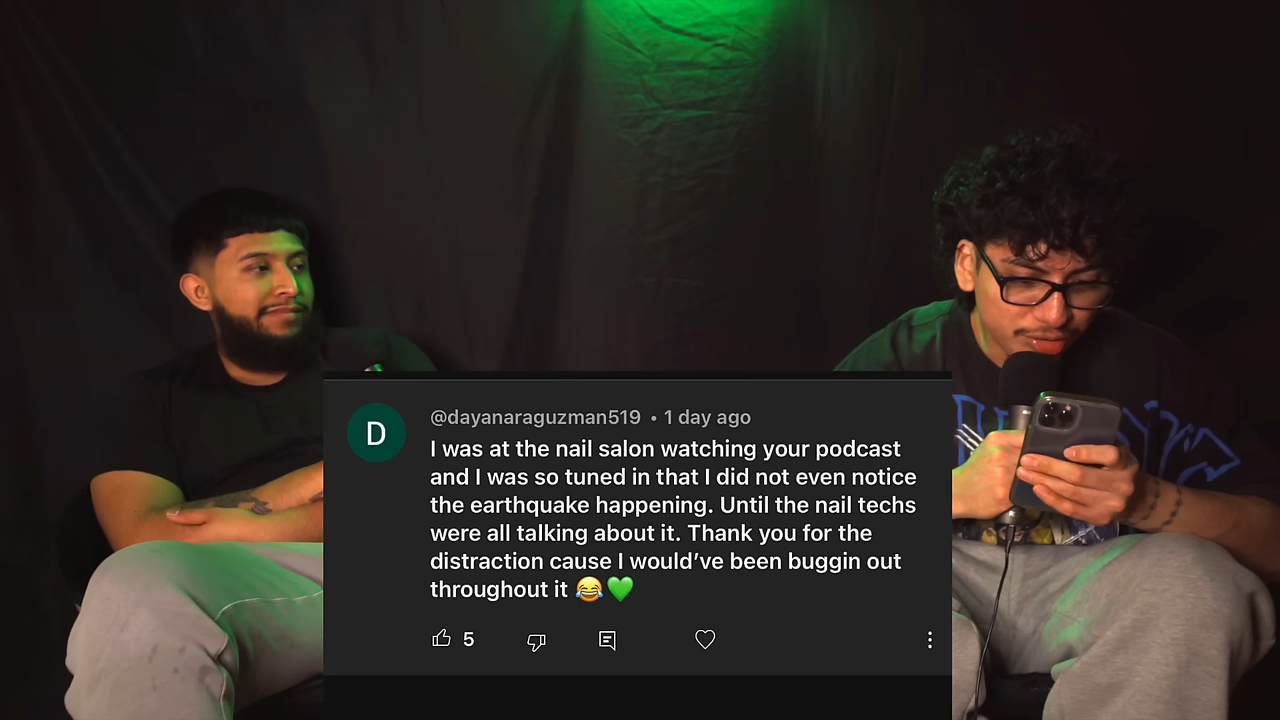 D
@dayanaraguzman519 • 1 day ago
I was at the nail salon watching your podcast
and I was so tuned in that I did not even notice
the earthquake happening. Until the nail techs
were all talking about it. Thank you for the
distraction cause I would’ve been buggin out
throughout it 😂💚
5